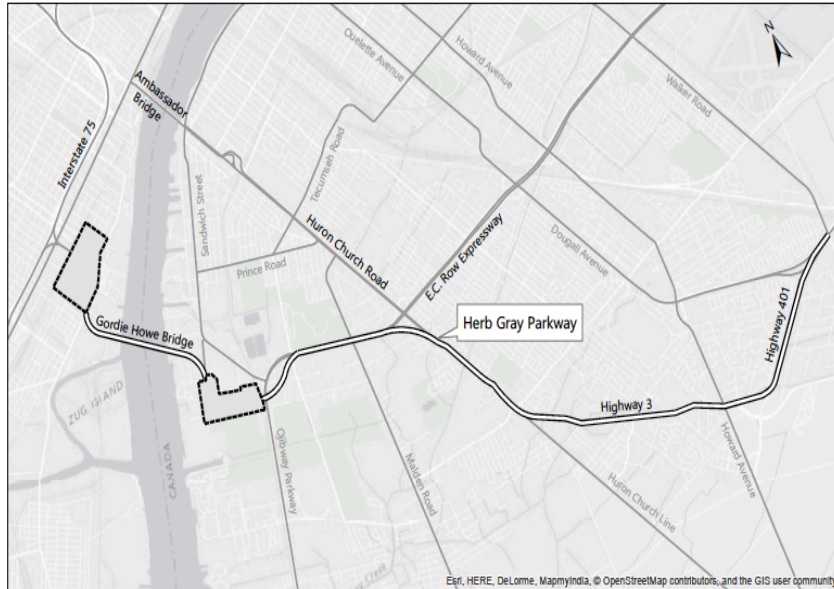 Ouelette Avenue
Howard Avenue
N
Walker Road
Ambassador
Bridge
Interstate 75
Tecumseh Road
Sandwich Street
Huron Church Road
E.C. Row Expressway
Dougall Avenue
Prince Road
Herb Gray Parkway
Highway 401
Gordie Howe Bridge
ZUG ISLAND
Highway 3
CANADA
Ojibway Parkway
Malden Road
Howard Avenue
Huron Church Line
Creek
Esri, HERE, DeLorme, MapmyIndia, © OpenStreetMap contributors, and the GIS user community